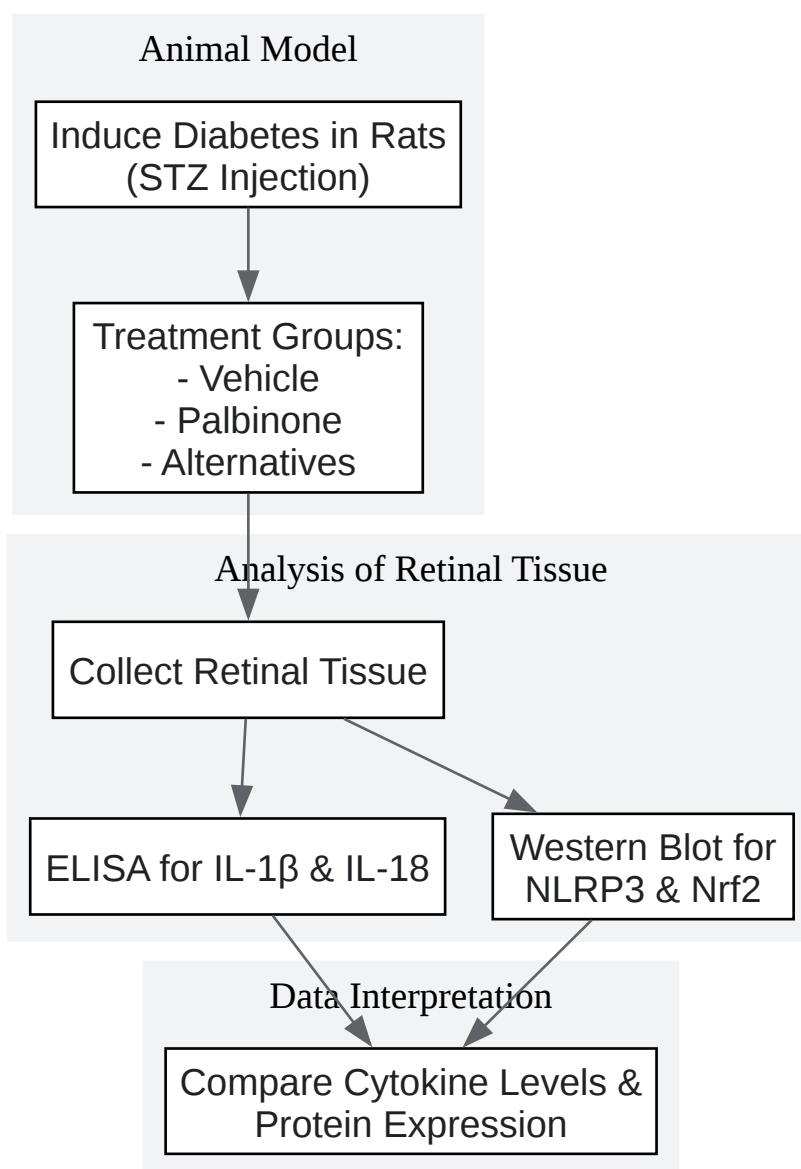 Animal Model
Induce Diabetes in Rats
(STZ Injection)
Treatment Groups:
- Vehicle
- Palbinone
- Alternatives
Analysis of Retinal Tissue
Collect Retinal Tissue
ELISA for IL-1β & IL-18
Western Blot for
NLRP3 & Nrf2
Data Interpretation
Compare Cytokine Levels &
Protein Expression